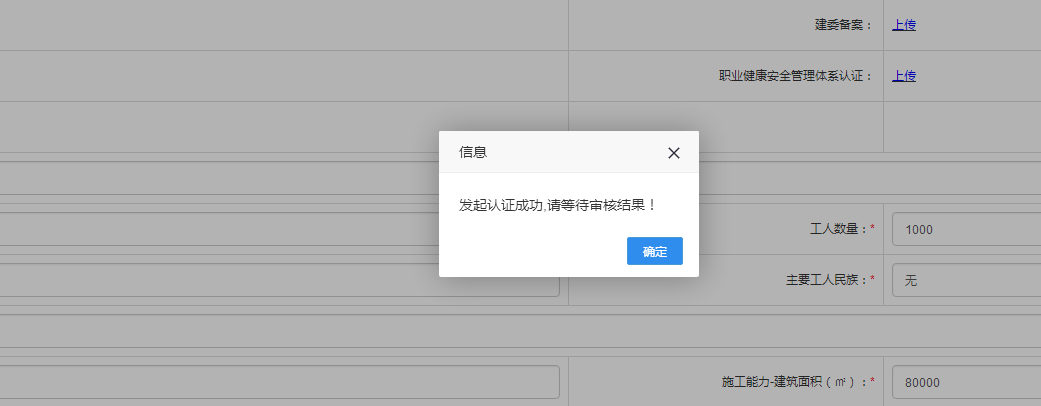 建委备案： 上传
职业健康安全管理体系认证： 上传
信息
发起认证成功,请等待审核结果！
确定
工人数量：* 1000
主要工人民族：* 无
施工能力-建筑面积（㎡）：* 80000